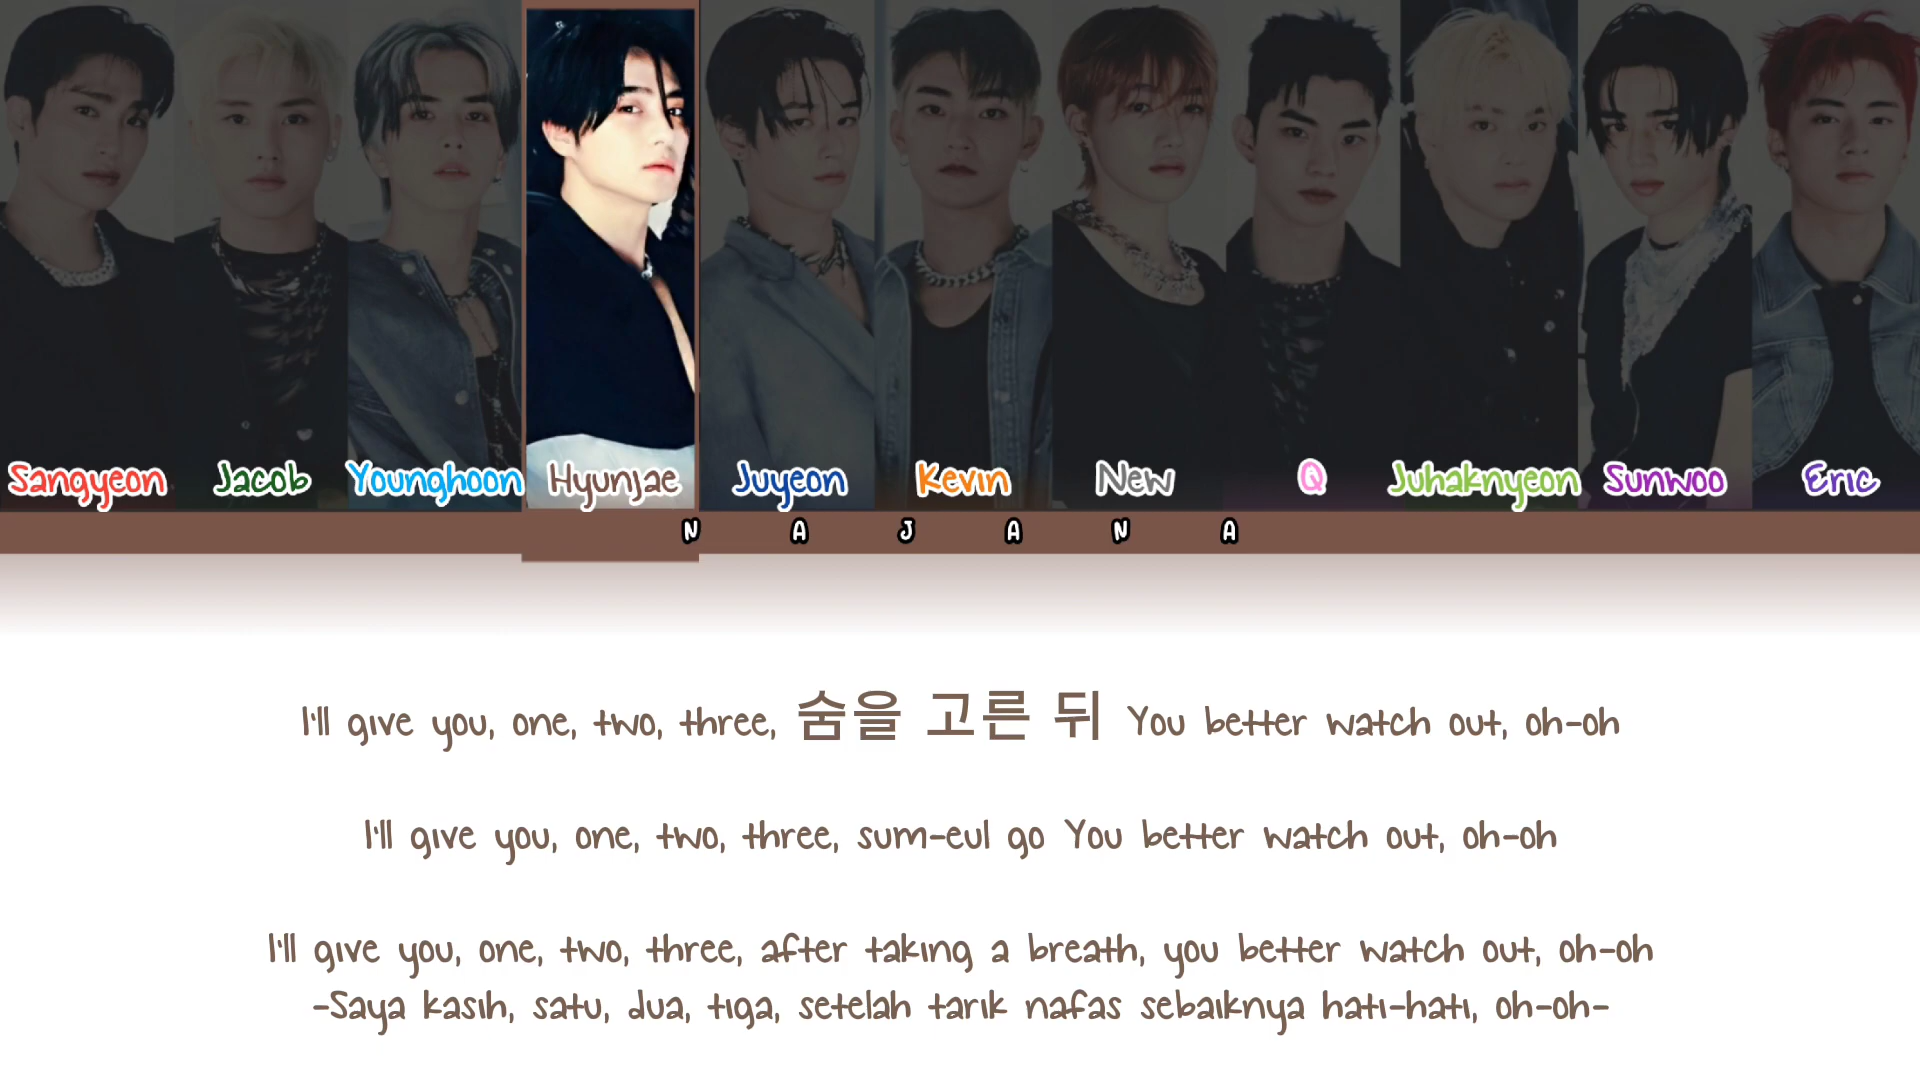 Sangyeon Jacob Younghoon Hyunjae Juyeon Kevin New Q Juhaknyeon Sunwoo Eric
N A J A N A
I'll give you, one, two, three, 숨을 고른 뒤 You better watch out, oh-oh
I'll give you, one, two, three, sum-eul go You better watch out, oh-oh
I'll give you, one, two, three, after taking a breath, you better watch out, oh-oh
-Saya kasih, satu, dua, tiga, setelah tarik nafas sebaiknya hati-hati, oh-oh-